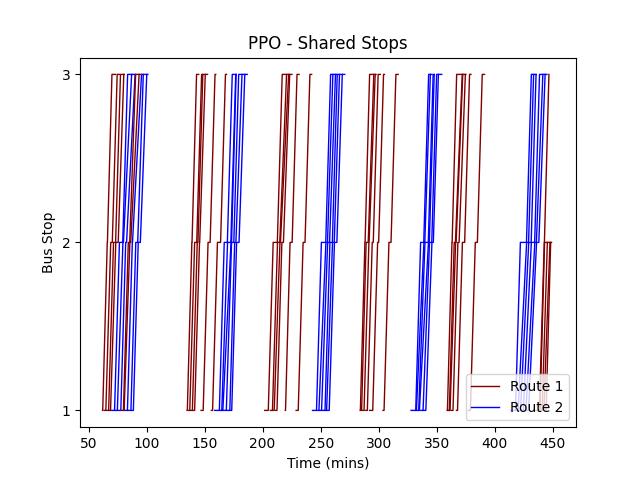 PPO - Shared Stops
Bus Stop
3
2
1
50 100 150 200 250 300 350 400 450
Time (mins)
Route 1
Route 2